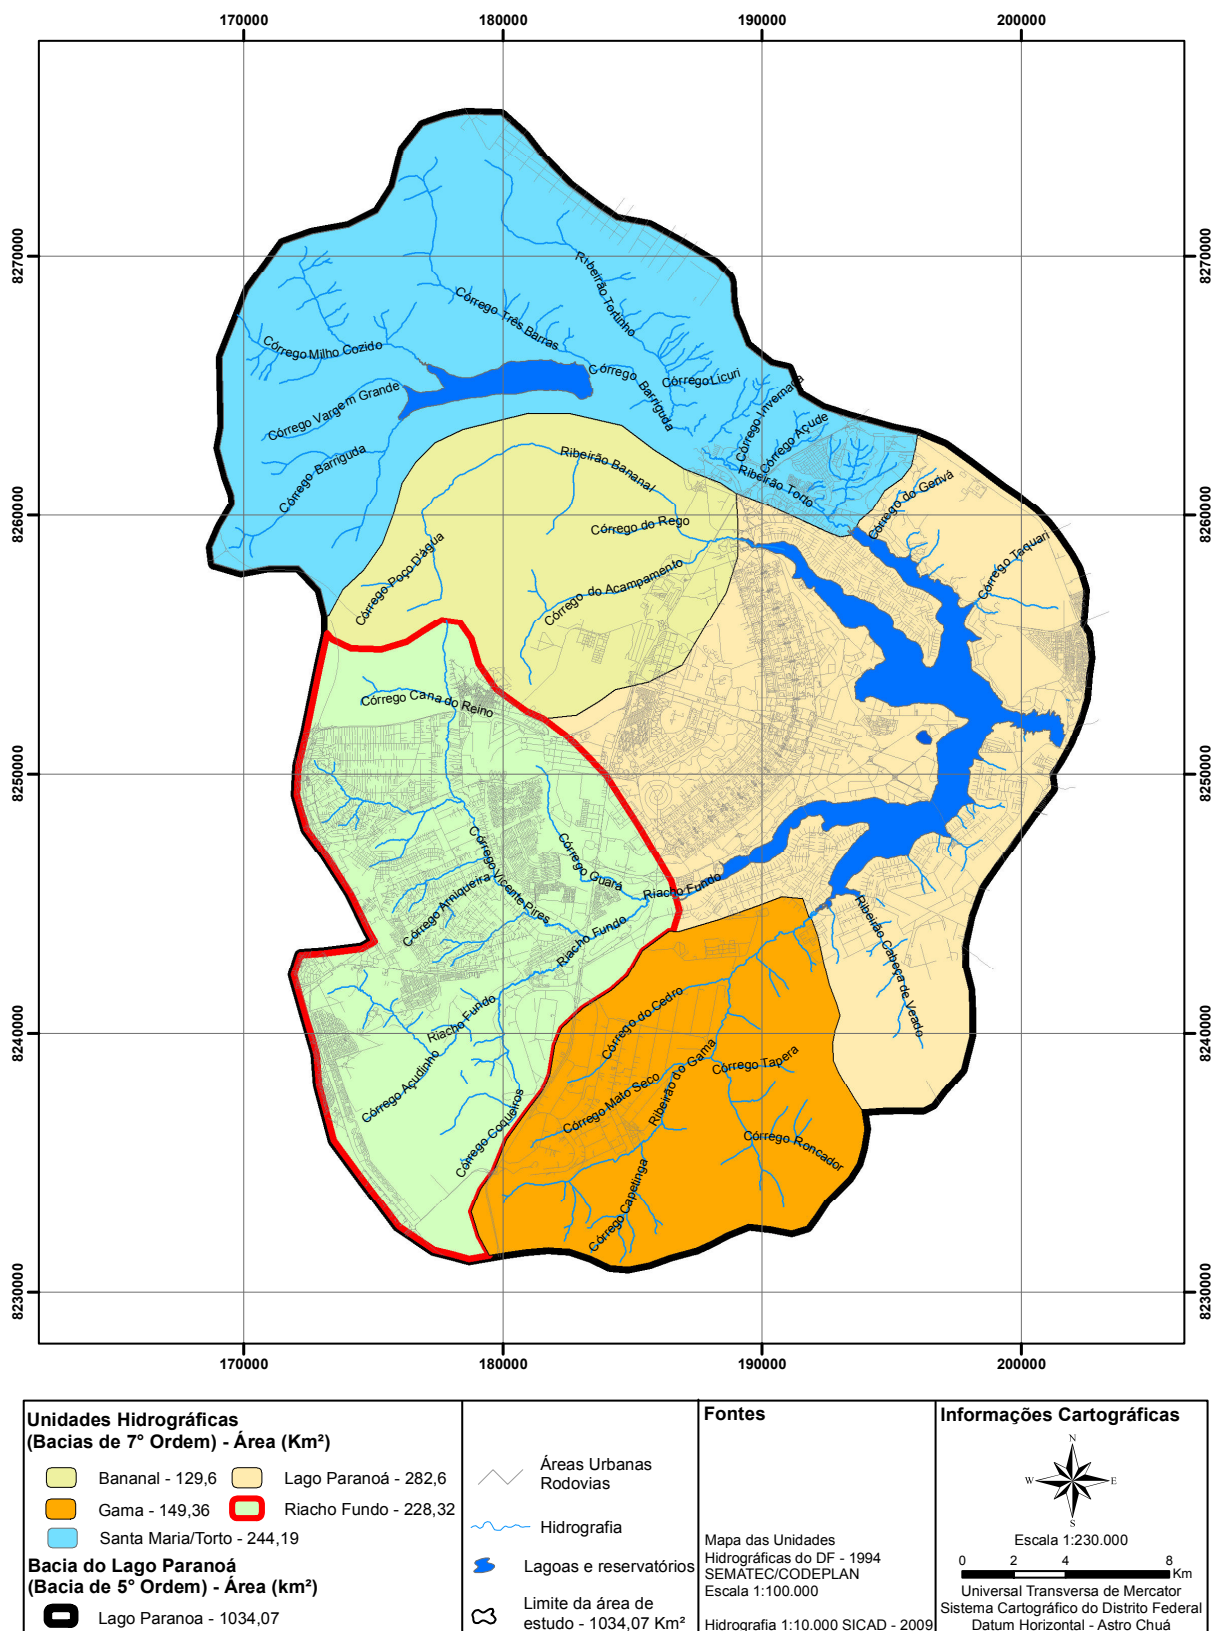 170000
180000
190000
200000
8270000
8270000
Ribeirão Tortinho
Córrego Três Barras
Córrego Milho Cozido
Córrego Barriguda
Córrego Licuri
Córrego Invernada
Córrego Vargem Grande
Córrego Açude
Córrego Barriguda
Ribeirão Bananal
Ribeirão Torto
Córrego do Gerivá
8260000
8260000
Córrego do Rego
Córrego Poço D'água
Córrego do Acampamento
Córrego Taquari
Córrego Cana do Reino
8250000
8250000
Córrego Vicente Pires
Córrego Guará
Córrego Arniqueira
Riacho Fundo
Riacho Fundo
Ribeirão Cabeça de Veado
Riacho Fundo
Córrego do Cedro
8240000
8240000
Córrego Açudinho
Córrego Coqueiros
Córrego Mato Seco
Ribeirão do Gama
Córrego Tapera
Córrego Roncador
Córrego Capetinga
8230000
8230000
170000
180000
190000
200000
Unidades Hidrográficas
(Bacias de 7° Ordem) - Área (Km²)
Bananal - 129,6
Lago Paranoá - 282,6
Gama - 149,36
Riacho Fundo - 228,32
Santa Maria/Torto - 244,19
Bacia do Lago Paranoá
(Bacia de 5° Ordem) - Área (km²)
Lago Paranoa - 1034,07
Áreas Urbanas
Rodovias
Hidrografia
Lagoas e reservatórios
Limite da área de
estudo - 1034,07 Km²
Fontes
Mapa das Unidades
Hidrográficas do DF - 1994
SEMATEC/CODEPLAN
Escala 1:100.000
Hidrografia 1:10.000 SICAD - 2009
Informações Cartográficas
N
W
E
S
Escala 1:230.000
0 2 4 8
Km
Universal Transversa de Mercator
Sistema Cartográfico do Distrito Federal
Datum Horizontal - Astro Chuá